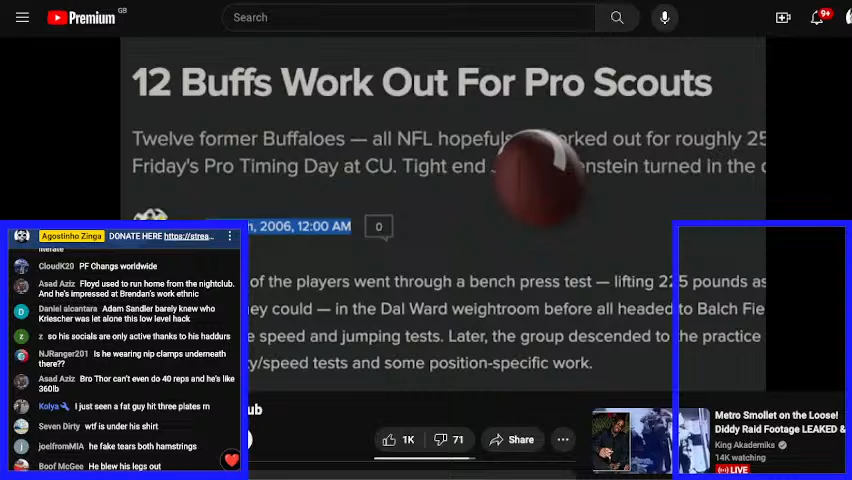 Premium GB
Search
9+
12 Buffs Work Out For Pro Scouts
Twelve former Buffaloes — all NFL hopefuls orked out for roughly 25
Friday's Pro Timing Day at CU. Tight end enstein turned in the
h, 2006, 12:00 AM
0
of the players went through a bench press test — lifting 225 pounds as
hey could — in the Dal Ward weightroom before all headed to Balch Fie
e speed and jumping tests. Later, the group descended to the practice
y/speed tests and some position-specific work.
Agostinho Zinga DONATE HERE https://strea...
literate
CloudK20 PF Changs worldwide
Asad Aziz Floyd used to run home from the nightclub.
And he's impressed at Brendan's work ethnic
Daniel alcantara Adam Sandler barely knew who
Kriescher was let alone this low level hack
z so his socials are only active thanks to his haddurs
NJRanger201 Is he wearing nip clamps underneath
there??
Asad Aziz Bro Thor can't even do 40 reps and he's like
360lb
Kolya I just seen a fat guy hit three plates rn
Seven Dirty wtf is under his shirt
joelfromMIA he fake tears both hamstrings
Boof McGee He blew his legs out
ub
1K
71
Share
Metro Smollet on the Loose!
Diddy Raid Footage LEAKED &
King Akademiks
14K watching
LIVE